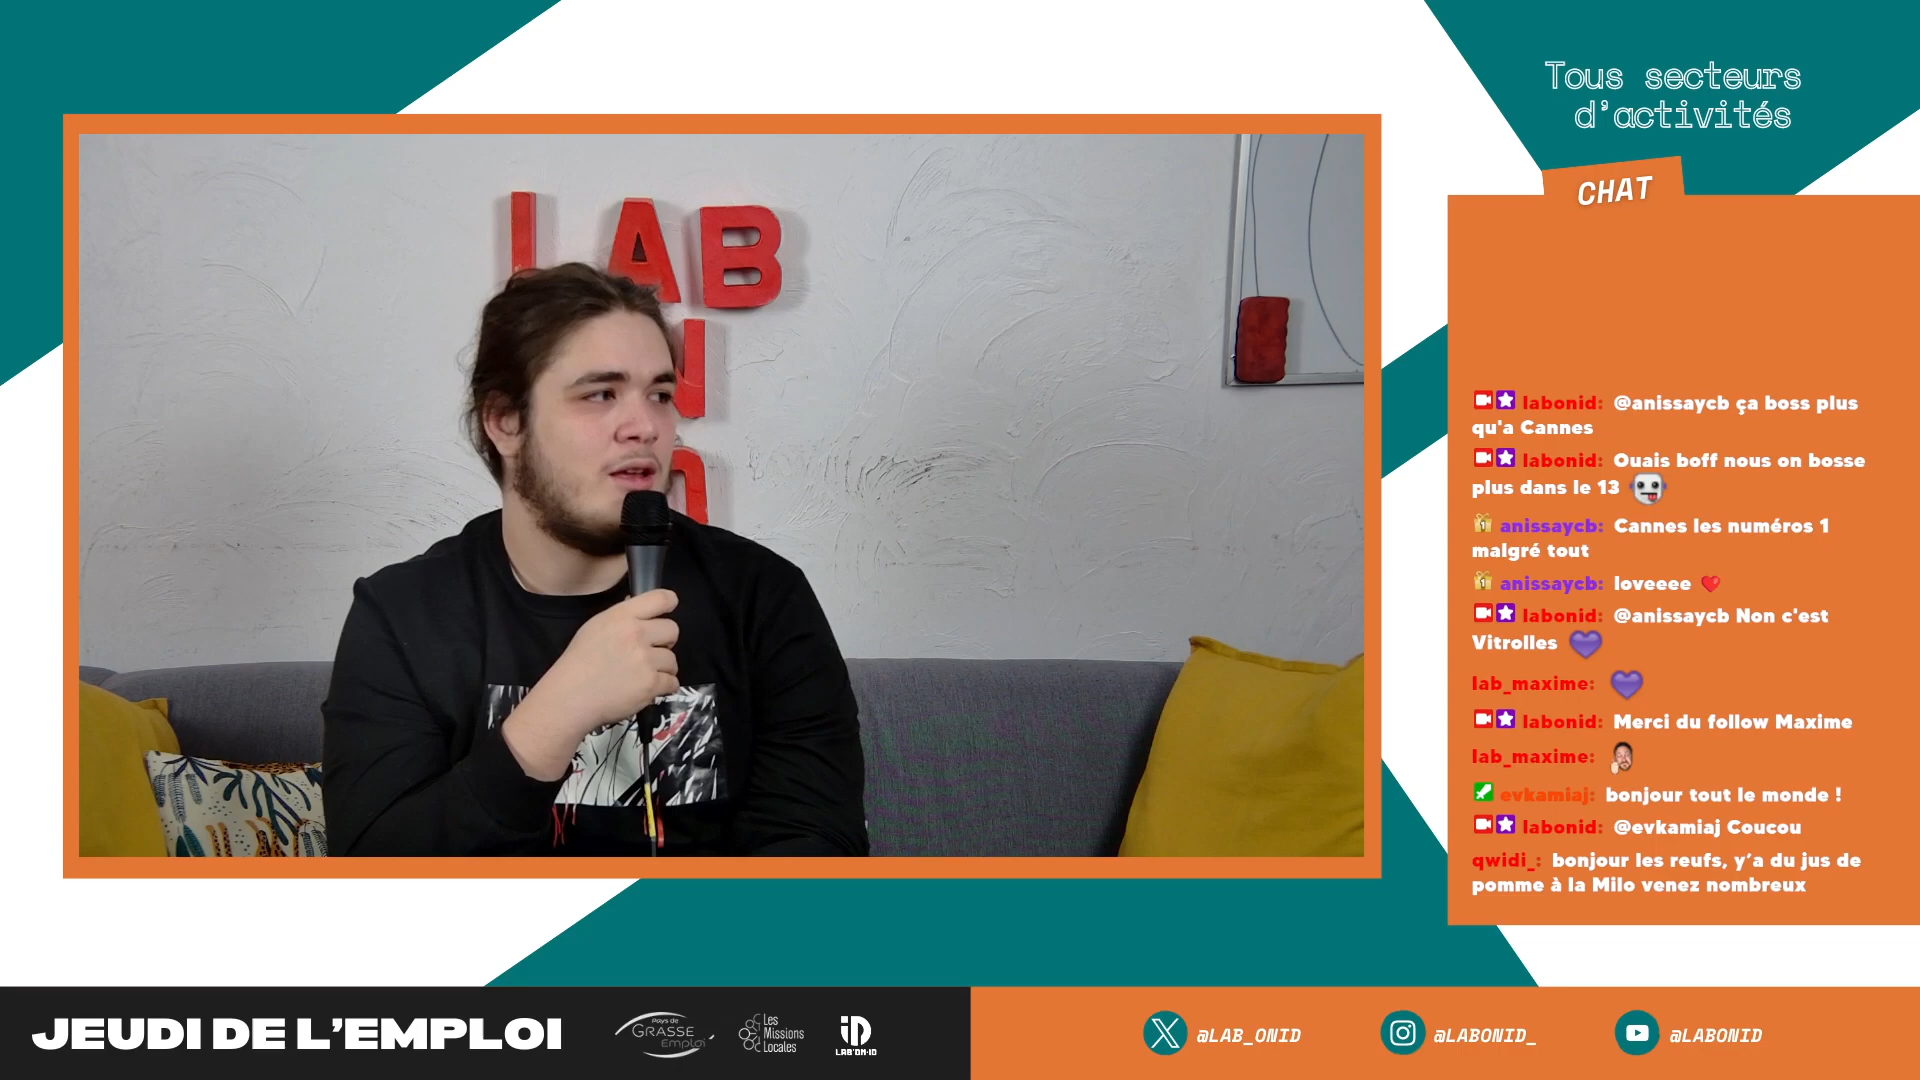 Tous secteurs
d'activités
CHAT
LAB
labonid: @anissaycb ça boss plus
qu'a Cannes
labonid: Ouais boff nous on bosse
plus dans le 13
anissaycb: Cannes les numéros 1
malgré tout
anissaycb: loveeee
labonid: @anissaycb Non c'est
Vitrolles
lab_maxime:
labonid: Merci du follow Maxime
lab_maxime:
evkamiaj: bonjour tout le monde !
labonid: @evkamiaj Coucou
qwidi_: bonjour les reufs, y’a du jus de
pomme à la Milo venez nombreux
JEUDI DE L’EMPLOI
Pays de
GRASSE
Emploi
Les
Missions
Locales
iD
LAB'ON-ID
@LAB_ONID
@LABONID_
@LABONID